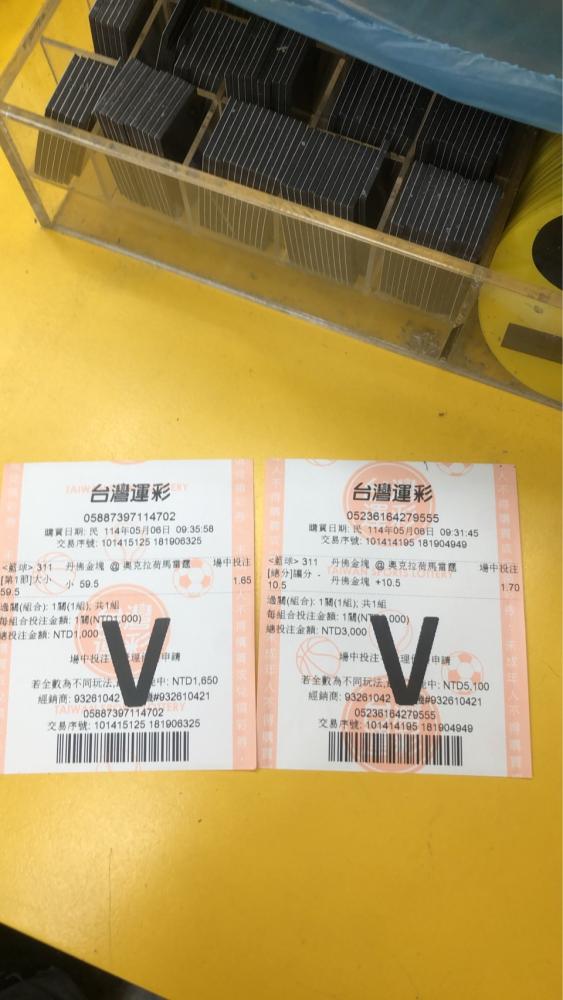 台灣運彩
05887397114702
購買日期: 民 114年05月06日 09:35:58
交易序號: 101415125 181906325
<籃球> 311 丹佛金塊 @ 奧克拉荷馬雷霆 場中投注
[第1節]大小 小 59.5 1.65
59.5
過關(組合): 1關(1組); 共1組
每組合投注金額: 1關(NTD1,000)
總投注金額: NTD1,000
場中投注 理 申請
若全數為不同玩法, 中: NTD1,650
經銷商: 93261042 機#932610421
05887397114702
交易序號: 101415125 181906325
V
台灣運彩
05236164279555
購買日期: 民 114年05月06日 09:31:45
交易序號: 101414195 181904949
<籃球> 311 丹佛金塊 @ 奧克拉荷馬雷霆 場中投注
[總分]讓分 - 丹佛金塊 +10.5 1.70
10.5
過關(組合): 1關(1組); 共1組
每組合投注金額: 1關(NTD ,000)
總投注金額: NTD3,000
場中投注 理 申請
若全數為不同玩法, 中: NTD5,100
經銷商: 93261042 機#932610421
05236164279555
交易序號: 101414195 181904949
V